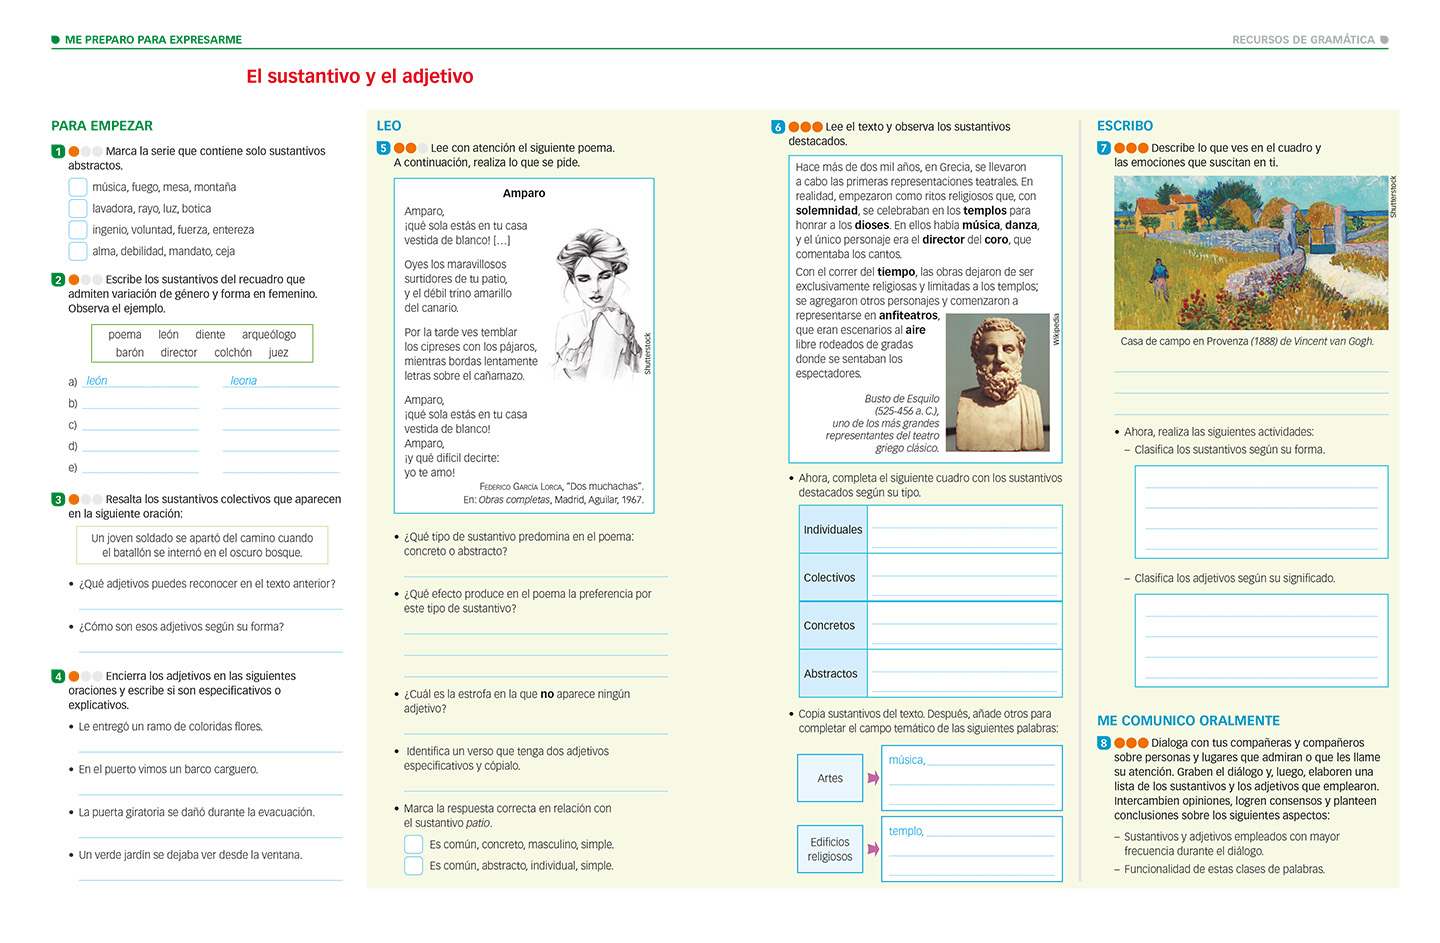 ME PREPARO PARA EXPRESARME
RECURSOS DE GRAMÁTICA
El sustantivo y el adjetivo
PARA EMPEZAR
1 Marca la serie que contiene solo sustantivos
abstractos.
música, fuego, mesa, montaña
lavadora, rayo, luz, botica
ingenio, voluntad, fuerza, entereza
alma, debilidad, mandato, ceja
2 Escribe los sustantivos del recuadro que
admiten variación de género y forma en femenino.
Observa el ejemplo.
poema león diente arqueólogo
barón director colchón juez
a) león leona
b)
c)
d)
e)
3 Resalta los sustantivos colectivos que aparecen
en la siguiente oración:
Un joven soldado se apartó del camino cuando
el batallón se internó en el oscuro bosque.
• ¿Qué adjetivos puedes reconocer en el texto anterior?
• ¿Cómo son esos adjetivos según su forma?
4 Encierra los adjetivos en las siguientes
oraciones y escribe si son especificativos o
explicativos.
• Le entregó un ramo de coloridas flores.
• En el puerto vimos un barco carguero.
• La puerta giratoria se dañó durante la evacuación.
• Un verde jardín se dejaba ver desde la ventana.
LEO
5 Lee con atención el siguiente poema.
A continuación, realiza lo que se pide.
Amparo
Amparo,
¡qué sola estás en tu casa
vestida de blanco! [...]
Oyes los maravillosos
surtidores de tu patio,
y el débil trino amarillo
del canario.
Por la tarde ves temblar
los cipreses con los pájaros,
mientras bordas lentamente
letras sobre el cañamazo.
Amparo,
¡qué sola estás en tu casa
vestida de blanco!
Amparo,
¡y qué difícil decirte:
yo te amo!
Shutterstock
Federico García Lorca, “Dos muchachas”.
En: Obras completas, Madrid, Aguilar, 1967.
• ¿Qué tipo de sustantivo predomina en el poema:
concreto o abstracto?
• ¿Qué efecto produce en el poema la preferencia por
este tipo de sustantivo?
• ¿Cuál es la estrofa en la que no aparece ningún
adjetivo?
• Identifica un verso que tenga dos adjetivos
especificativos y cópialo.
• Marca la respuesta correcta en relación con
el sustantivo patio.
Es común, concreto, masculino, simple.
Es común, abstracto, individual, simple.
6 Lee el texto y observa los sustantivos
destacados.
Hace más de dos mil años, en Grecia, se llevaron
a cabo las primeras representaciones teatrales. En
realidad, empezaron como ritos religiosos que, con
solemnidad, se celebraban en los templos para
honrar a los dioses. En ellos había música, danza,
y el único personaje era el director del coro, que
comentaba los cantos.
Con el correr del tiempo, las obras dejaron de ser
exclusivamente religiosas y limitadas a los templos;
se agregaron otros personajes y comenzaron a
representarse en anfiteatros,
que eran escenarios al aire
libre rodeados de gradas
donde se sentaban los
espectadores.
Wikipedia
Busto de Esquilo
(525-456 a. C.),
uno de los más grandes
representantes del teatro
griego clásico.
• Ahora, completa el siguiente cuadro con los sustantivos
destacados según su tipo.
Individuales
Colectivos
Concretos
Abstractos
• Copia sustantivos del texto. Después, añade otros para
completar el campo temático de las siguientes palabras:
Artes
música,
Edificios
religiosos
templo,
ESCRIBO
7 Describe lo que ves en el cuadro y
las emociones que suscitan en ti.
Shutterstock
Casa de campo en Provenza (1888) de Vincent van Gogh.
• Ahora, realiza las siguientes actividades:
– Clasifica los sustantivos según su forma.
– Clasifica los adjetivos según su significado.
ME COMUNICO ORALMENTE
8 Dialoga con tus compañeras y compañeros
sobre personas y lugares que admiran o que les llame
su atención. Graben el diálogo y, luego, elaboren una
lista de los sustantivos y los adjetivos que emplearon.
Intercambien opiniones, logren consensos y planteen
conclusiones sobre los siguientes aspectos:
– Sustantivos y adjetivos empleados con mayor
frecuencia durante el diálogo.
– Funcionalidad de estas clases de palabras.